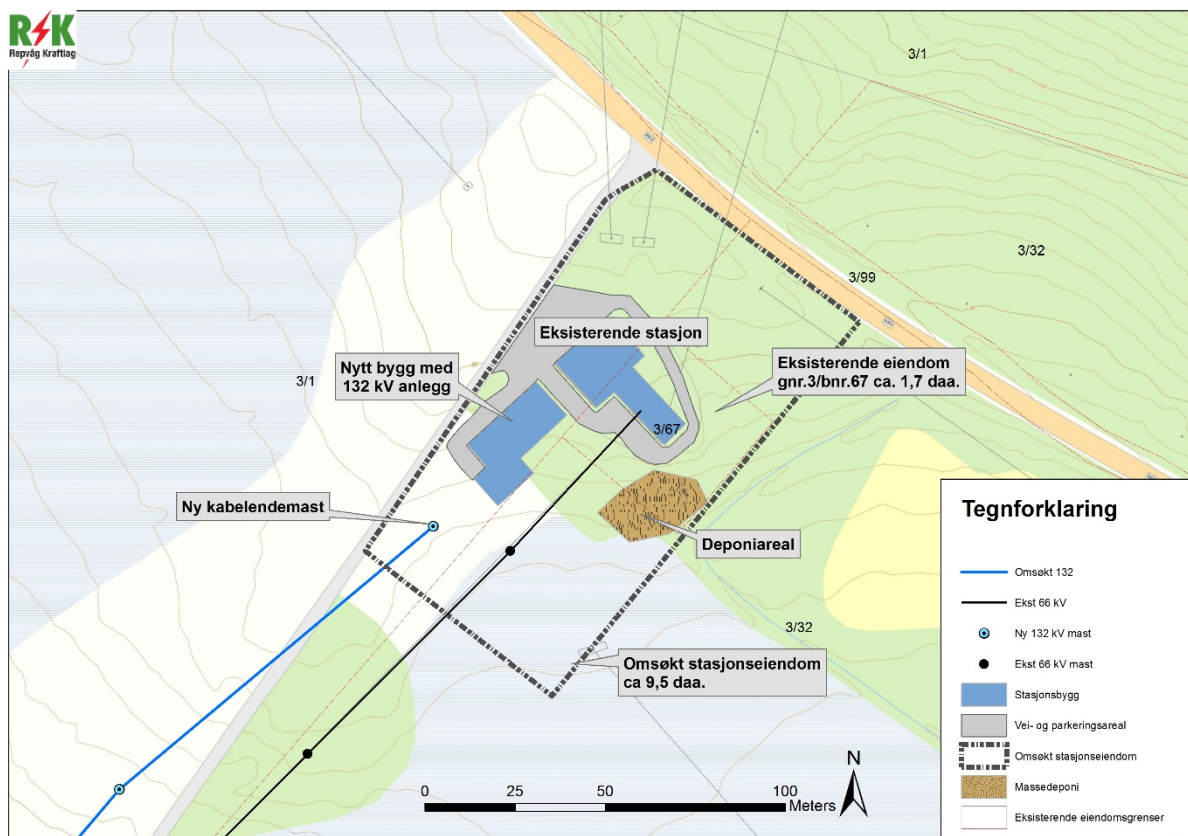 RK
Repvåg Kraftlag
3/1
3/32
3/99
Eksisterende stasjon
Nytt bygg med
132 kV anlegg
Eksisterende eiendom
gnr.3/bnr.67 ca. 1,7 daa.
3/1
3/67
Ny kabelendemast
Deponiareal
3/32
Omsøkt stasjonseiendom
ca 9,5 daa.
Tegnforklaring
Omsøkt 132
Ekst 66 kV
Ny 132 kV mast
Ekst 66 kV mast
Stasjonsbygg
Vei- og parkeringsareal
Omsøkt stasjonseiendom
Massedeponi
Eksisterende eiendomsgrenser
N
0 25 50 100
Meters